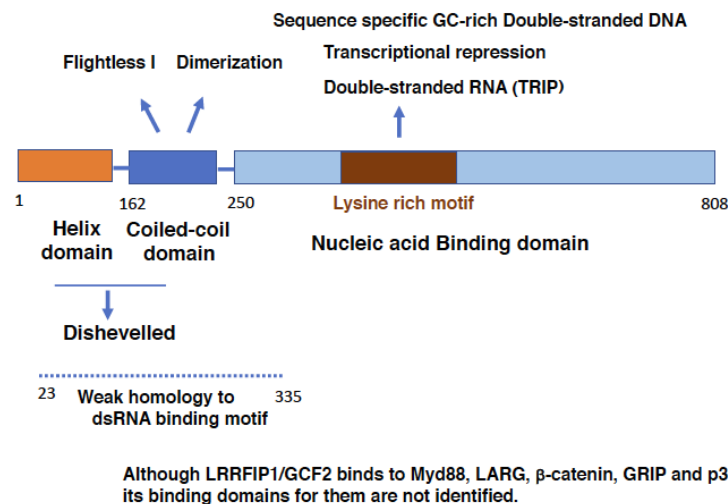 Sequence specific GC-rich Double-stranded DNA
Transcriptional repression
Double-stranded RNA (TRIP)
Flightless I Dimerization
1 162 250 808
Lysine rich motif
Helix domain
Coiled-coil domain
Nucleic acid Binding domain
Dishevelled
23 335
Weak homology to
dsRNA binding motif
Although LRRFIP1/GCF2 binds to Myd88, LARG, β-catenin, GRIP and p3
its binding domains for them are not identified.